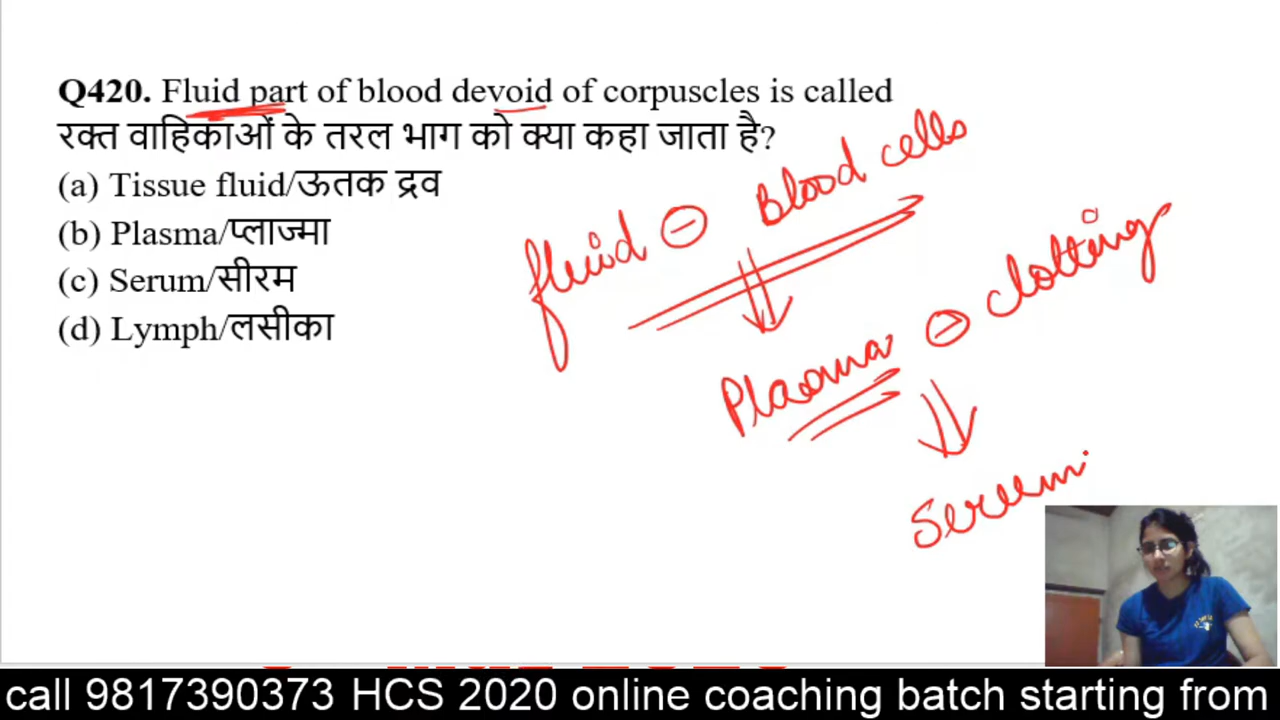 Q420. Fluid part of blood devoid of corpuscles is called
रक्त वाहिकाओं के तरल भाग को क्या कहा जाता है?
(a) Tissue fluid/ऊतक द्रव
(b) Plasma/प्लाज्मा
(c) Serum/सीरम
(d) Lymph/लसीका
fluid ⊖ Blood cells
Plasma ⊖ clotting
Sereum
call 9817390373 HCS 2020 online coaching batch starting from